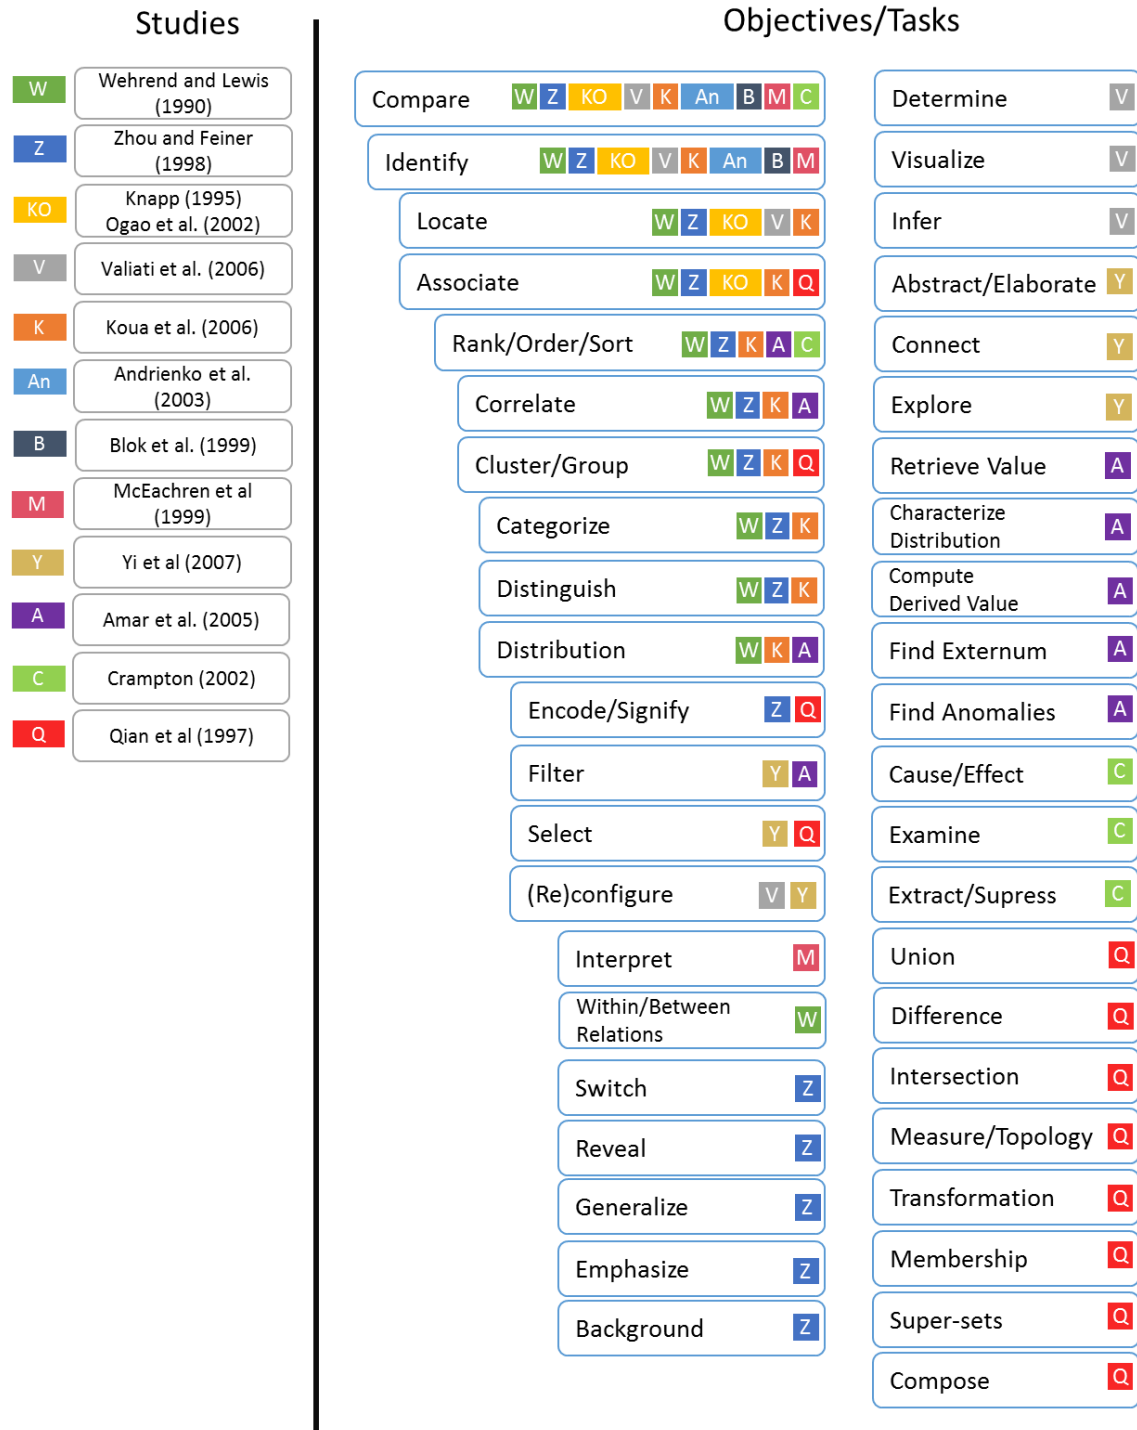 Studies
Objectives/Tasks
W
Wehrend and Lewis
(1990)
Z
Zhou and Feiner
(1998)
KO
Knapp (1995)
Ogao et al. (2002)
V
Valiati et al. (2006)
K
Koua et al. (2006)
An
Andrienko et al.
(2003)
B
Blok et al. (1999)
M
McEachren et al
(1999)
Y
Yi et al (2007)
A
Amar et al. (2005)
C
Crampton (2002)
Q
Qian et al (1997)
Compare W Z KO V K An B M C
Identify W Z KO V K An B M
Locate W Z KO V K
Associate W Z KO K Q
Rank/Order/Sort W Z K A C
Correlate W Z K A
Cluster/Group W Z K Q
Categorize W Z K
Distinguish W Z K
Distribution W K A
Encode/Signify Z Q
Filter Y A
Select Y Q
(Re)configure V Y
Interpret M
Within/Between
Relations W
Switch Z
Reveal Z
Generalize Z
Emphasize Z
Background Z
Determine V
Visualize V
Infer V
Abstract/Elaborate Y
Connect Y
Explore Y
Retrieve Value A
Characterize
Distribution A
Compute
Derived Value A
Find Externum A
Find Anomalies A
Cause/Effect C
Examine C
Extract/Supress C
Union Q
Difference Q
Intersection Q
Measure/Topology Q
Transformation Q
Membership Q
Super-sets Q
Compose Q